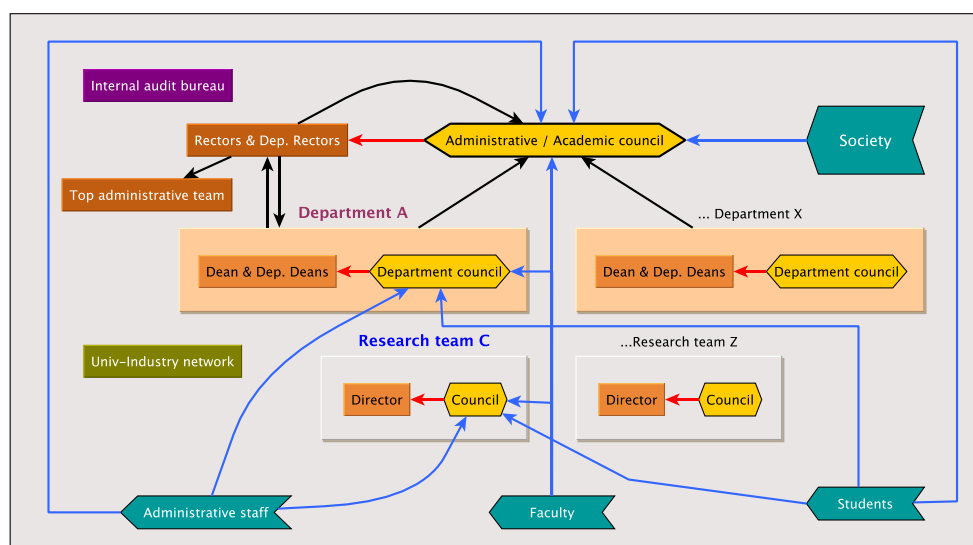 Internal audit bureau
Rectors & Dep. Rectors
Administrative / Academic council
Society
Top administrative team
Department A
... Department X
Dean & Dep. Deans
Department council
Dean & Dep. Deans
Department council
Research team C
...Research team Z
Univ-Industry network
Director
Council
Director
Council
Administrative staff
Faculty
Students